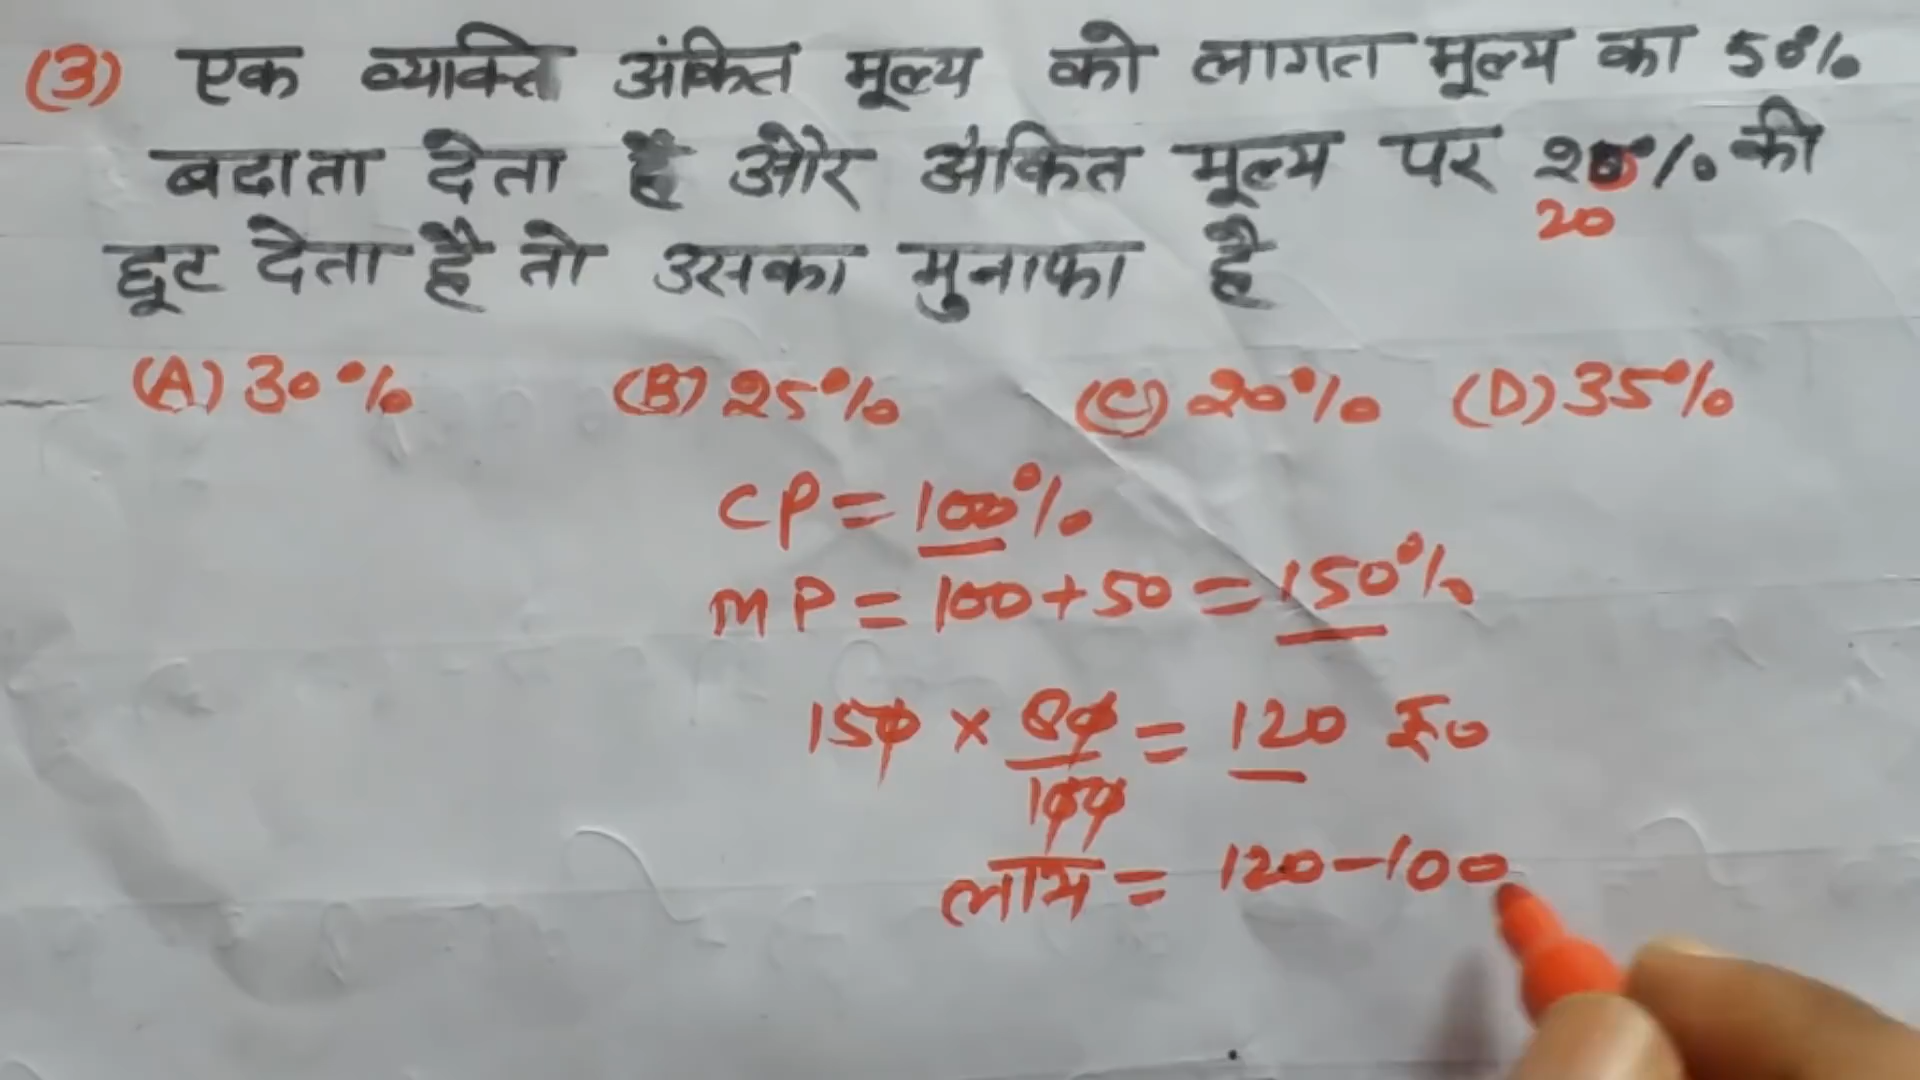 (3) एक व्यक्ति अंकित मूल्य को लागत मूल्य का 50%
बढाता देता है और अंकित मूल्य पर 20% की
20
छूट देता है तो उसका मुनाफा है
(A) 30% (B) 25% (C) 20% (D) 35%
CP = 100%
MP = 100+50 = 150%
150 × 80/100 = 120 रू०
लाभ = 120-100